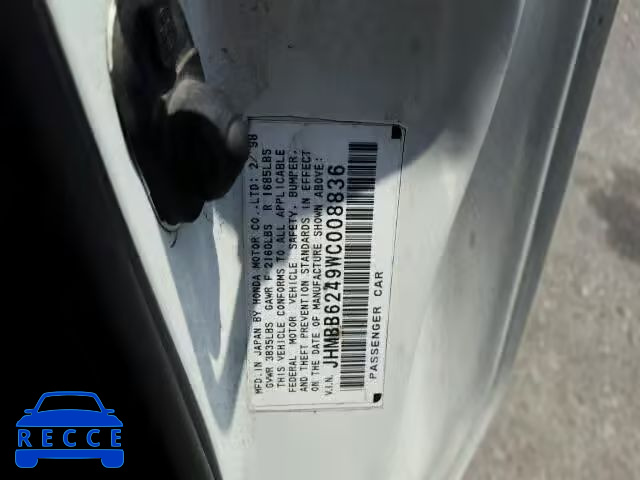 MFD.IN JAPAN BY HONDA MOTOR CO.,LTD: 2/'98
GVWR 3835LBS GAWR F 2160LBS R 1685LBS
THIS VEHICLE CONFORMS TO ALL APPLICABLE
FEDERAL MOTOR VEHICLE SAFETY, BUMPER,
AND THEFT PREVENTION STANDARDS IN EFFECT
ON THE DATE OF MANUFACTURE SHOWN ABOVE:
V.I.N. JHMBB6249WC008836
PASSENGER CAR
RECCE